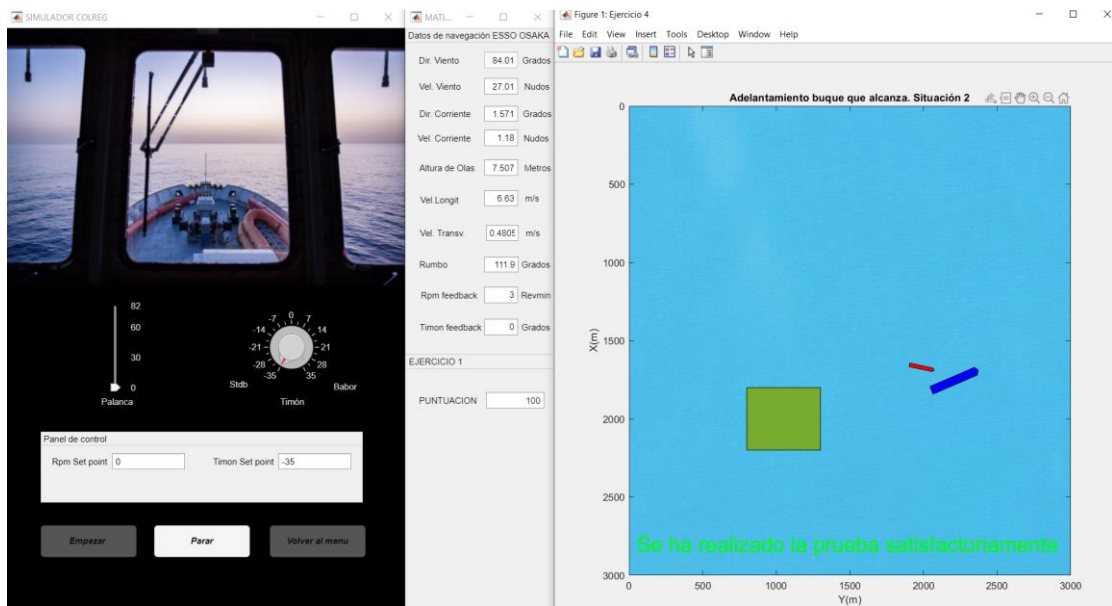 SIMULADOR COLREG
82
60
30
0
Palanca
-35 -28 -21 -14 -7 0 7 14 21 28 35
Stdb
Babor
Timón
Panel de control
Rpm Set point 0 Timon Set point -35
Empezar Parar Volver al menu
MATL...
Datos de navegación ESSO OSAKA
Dir. Viento 84.01 Grados
Vel. Viento 27.01 Nudos
Dir. Corriente 1.571 Grados
Vel. Corriente 1.18 Nudos
Altura de Olas 7.507 Metros
Vel.Longit 6.63 m/s
Vel. Transv. 0.4805 m/s
Rumbo 111.9 Grados
Rpm feedback 3 Revmin
Timon feedback 0 Grados
EJERCICIO 1
PUNTUACION 100
Figure 1: Ejercicio 4
File Edit View Insert Tools Desktop Window Help
Adelantamiento buque que alcanza. Situación 2
0
500
1000
1500
2000
2500
3000
X(m)
Se ha realizado la prueba satisfactoriamente
0 500 1000 1500 2000 2500 3000
Y(m)